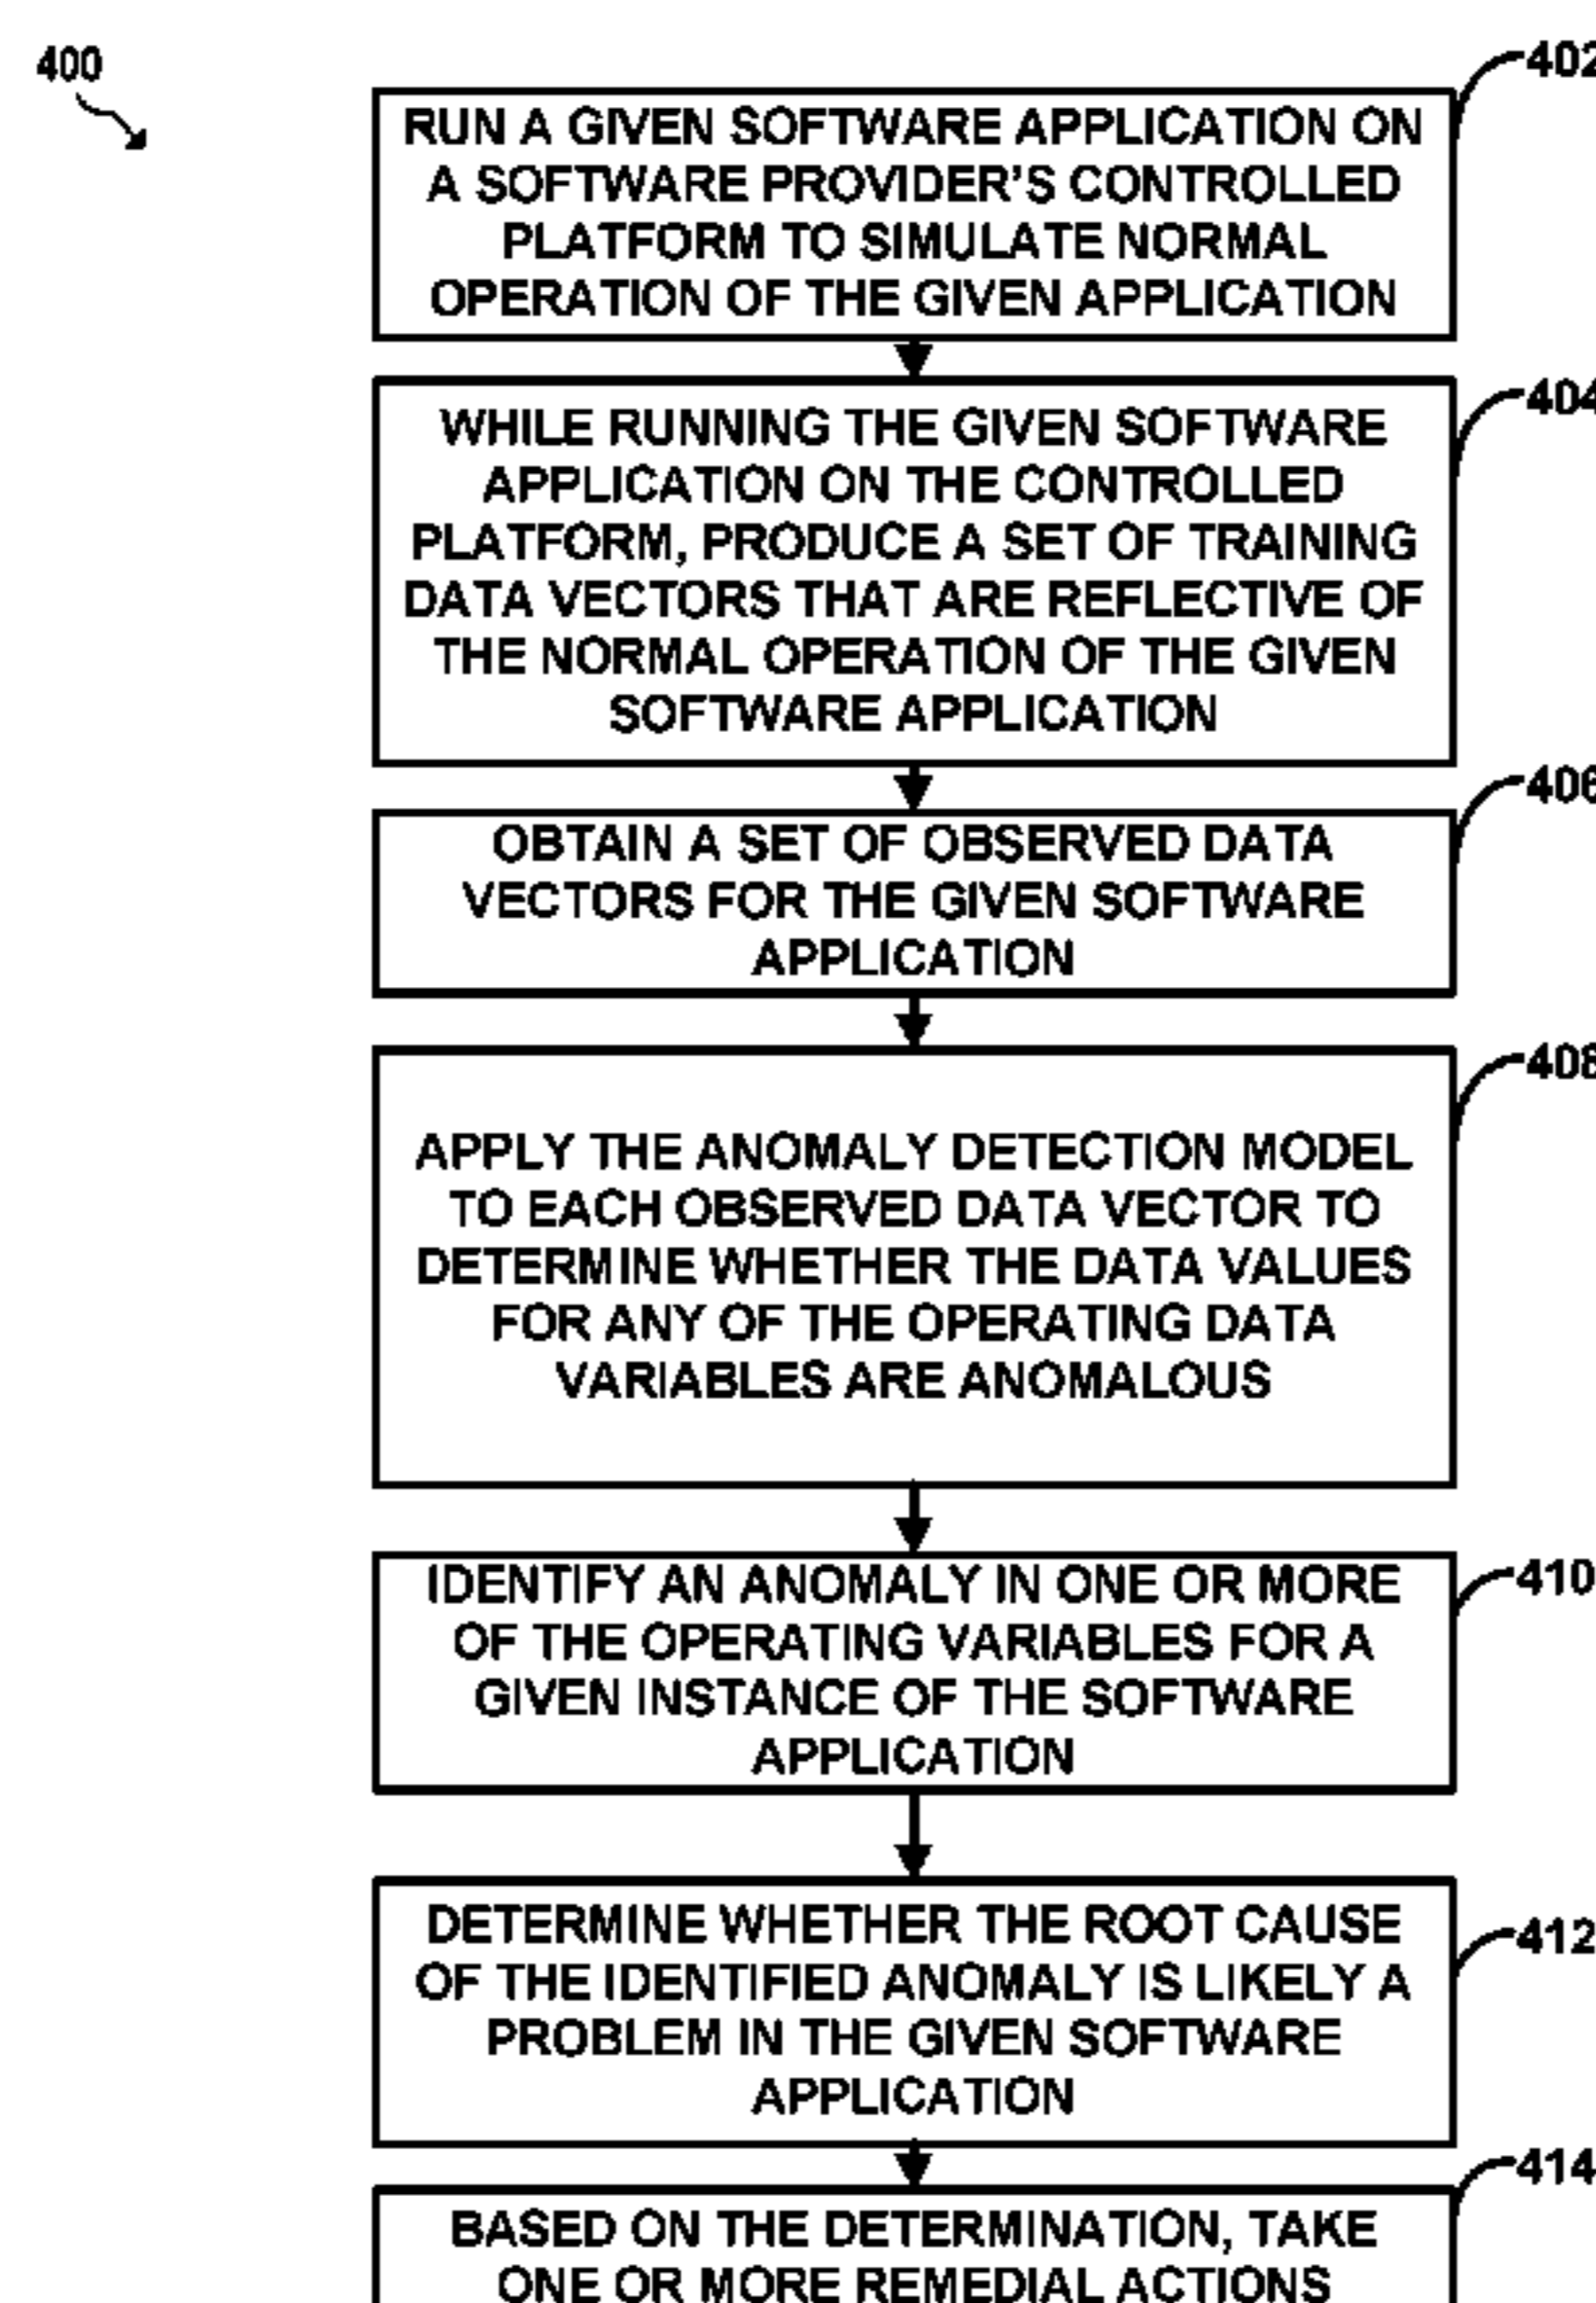 400
402
RUN A GIVEN SOFTWARE APPLICATION ON
A SOFTWARE PROVIDER'S CONTROLLED
PLATFORM TO SIMULATE NORMAL
OPERATION OF THE GIVEN APPLICATION
404
WHILE RUNNING THE GIVEN SOFTWARE
APPLICATION ON THE CONTROLLED
PLATFORM, PRODUCE A SET OF TRAINING
DATA VECTORS THAT ARE REFLECTIVE OF
THE NORMAL OPERATION OF THE GIVEN
SOFTWARE APPLICATION
406
OBTAIN A SET OF OBSERVED DATA
VECTORS FOR THE GIVEN SOFTWARE
APPLICATION
408
APPLY THE ANOMALY DETECTION MODEL
TO EACH OBSERVED DATA VECTOR TO
DETERMINE WHETHER THE DATA VALUES
FOR ANY OF THE OPERATING DATA
VARIABLES ARE ANOMALOUS
410
IDENTIFY AN ANOMALY IN ONE OR MORE
OF THE OPERATING VARIABLES FOR A
GIVEN INSTANCE OF THE SOFTWARE
APPLICATION
412
DETERMINE WHETHER THE ROOT CAUSE
OF THE IDENTIFIED ANOMALY IS LIKELY A
PROBLEM IN THE GIVEN SOFTWARE
APPLICATION
414
BASED ON THE DETERMINATION, TAKE
ONE OR MORE REMEDIAL ACTIONS